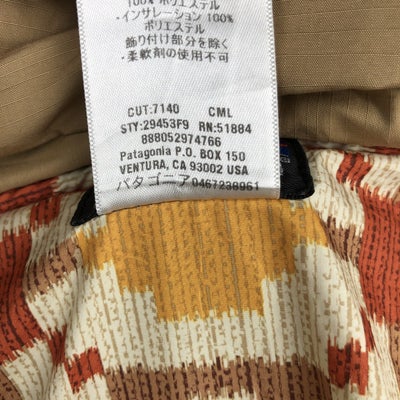 100% ポリエステル
・インサレーション 100%
ポリエステル
飾り付け部分を除く
・柔軟剤の使用不可
CUT:7140 CML
STY:29453F9 RN:51884
888052974766
Patagonia P.O. BOX 150
VENTURA, CA 93002 USA
パタゴニア 0467238961